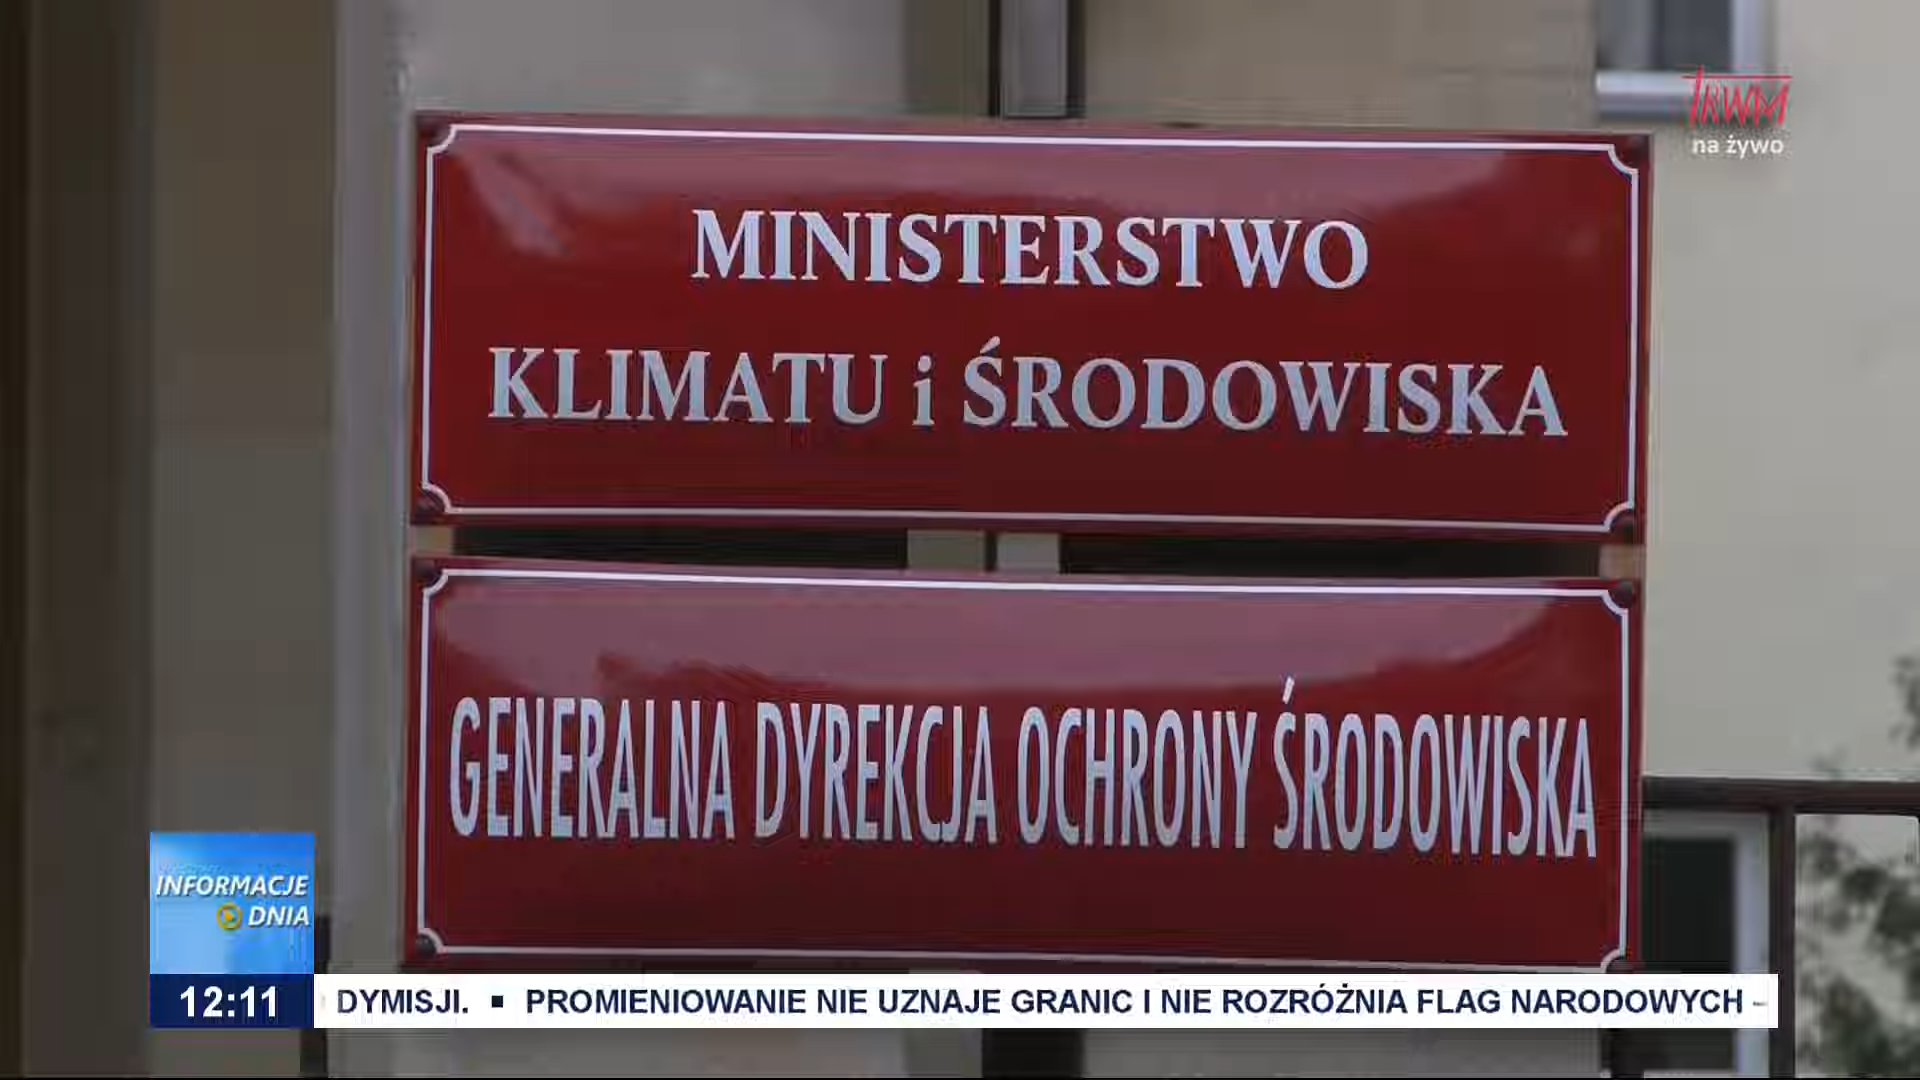 TRWM
na żywo
MINISTERSTWO
KLIMATU i ŚRODOWISKA
GENERALNA DYREKCJA OCHRONY ŚRODOWISKA
INFORMACJE
DNIA
12:11
DYMISJI. ▪ PROMIENIOWANIE NIE UZNAJE GRANIC I NIE ROZRÓŻNIA FLAG NARODOWYCH –